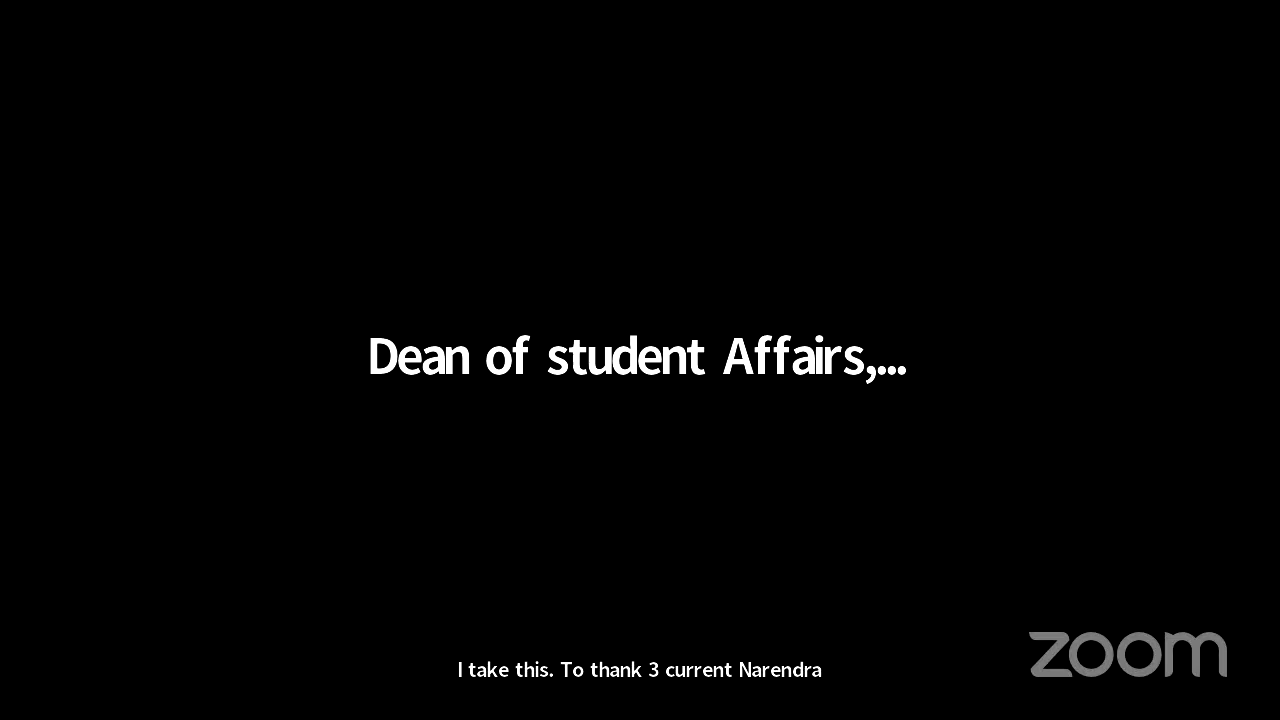 Dean of student Affairs,...
I take this. To thank 3 current Narendra
zoom